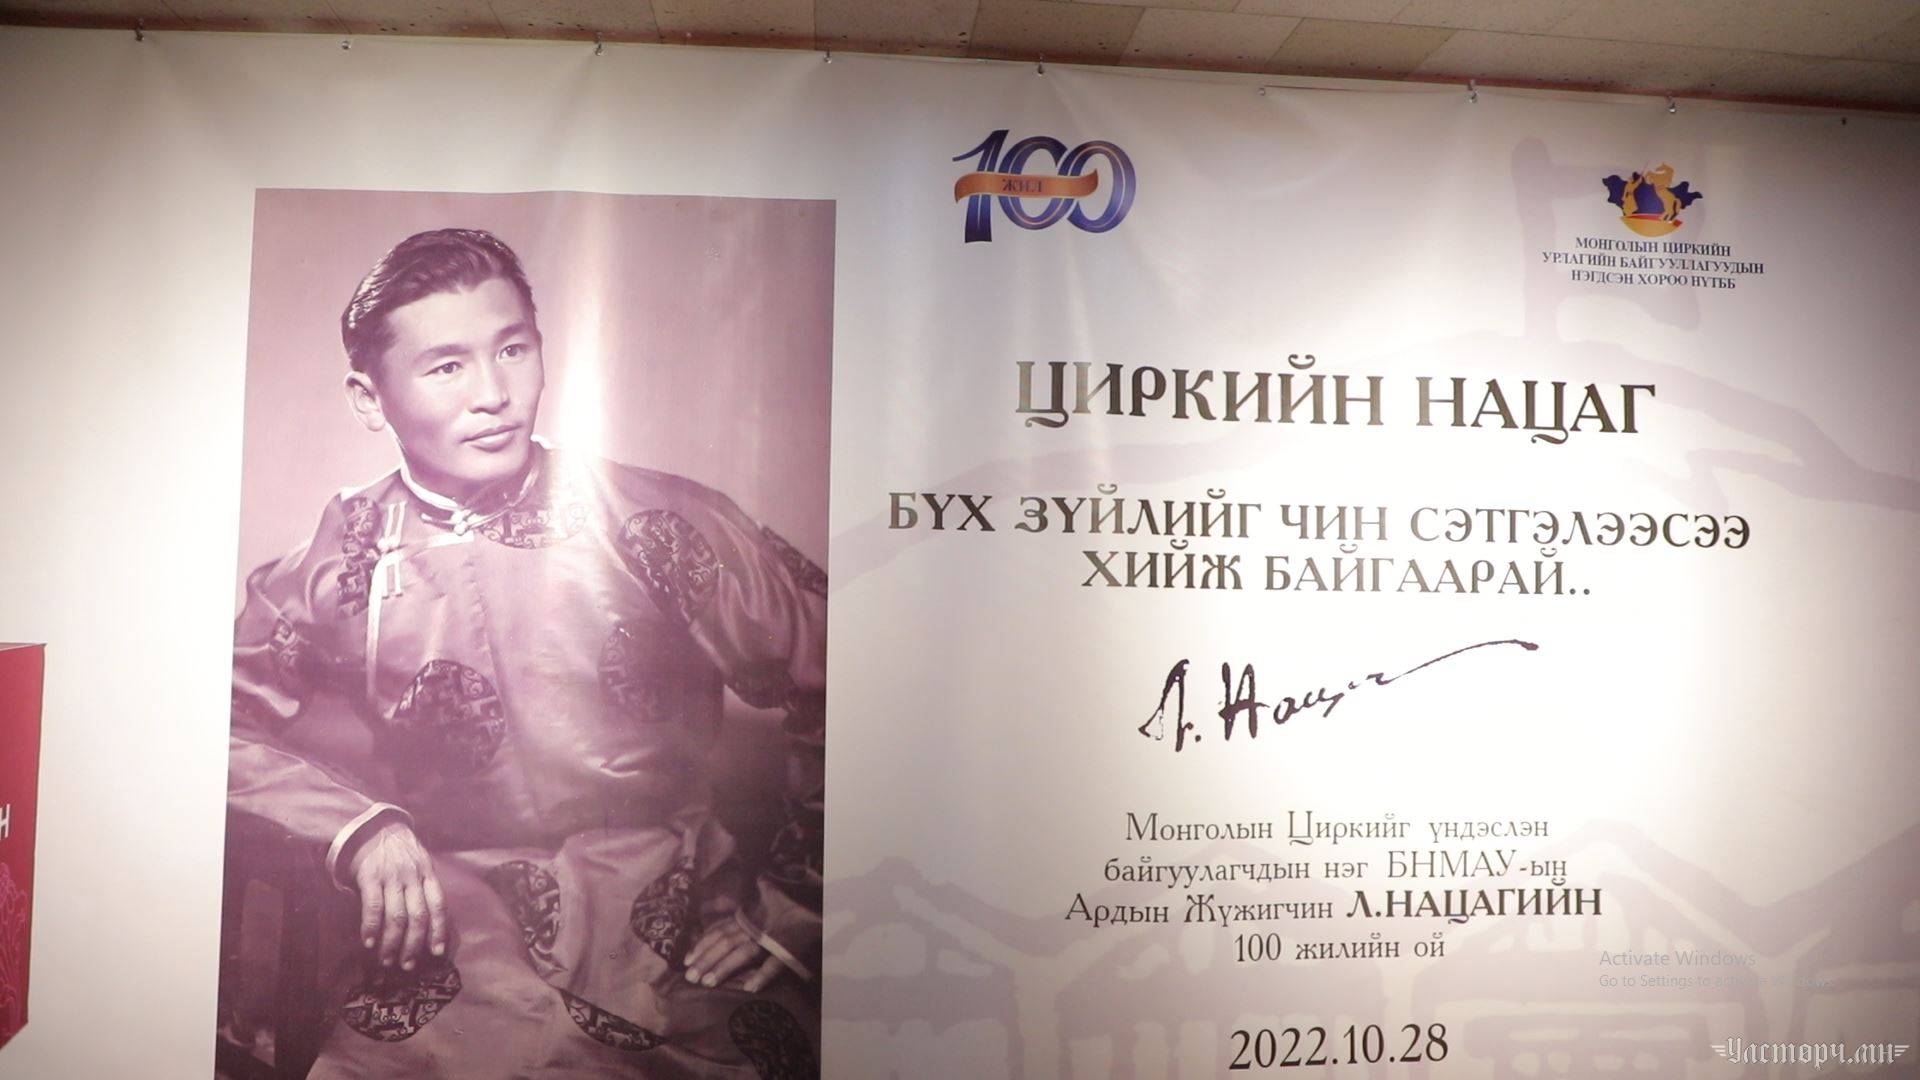 100
ЖИЛ
МОНГОЛЫН ЦИРКИЙН
УРЛАГИЙН БАЙГУУЛЛАГУУДЫН
НЭГДСЭН ХОРОО НҮТББ
ЦИРКИЙН НАЦАГ
БҮХ ЗҮЙЛИЙГ ЧИН СЭТГЭЛЭЭСЭЭ
ХИЙЖ БАЙГААРАЙ..
Л. Нацаг
Монголын Циркийг үндэслэн
байгуулагчдын нэг БНМАУ-ын
Ардын Жүжигчин Л.НАЦАГИЙН
100 жилийн ой
2022.10.28
Activate Windows
Go to Settings to activate Windows.
Улсторч.мн